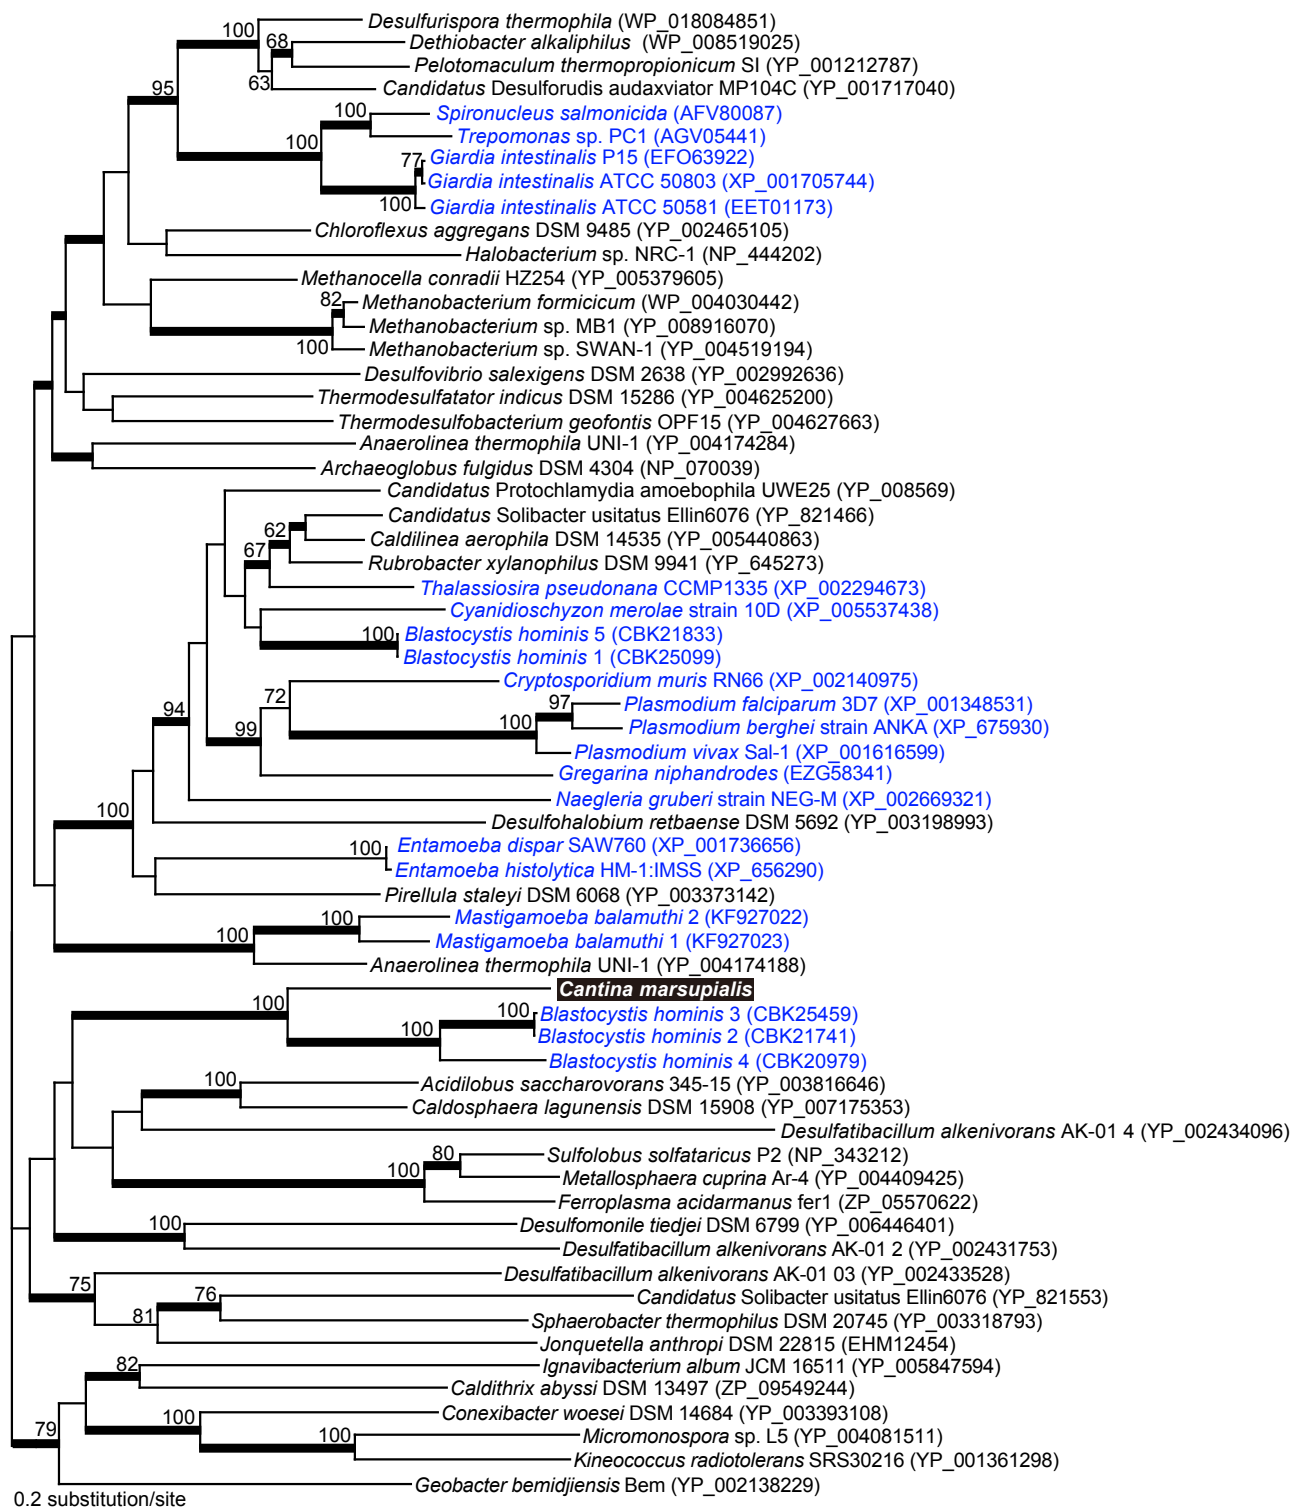 100
Desulfurispora thermophila (WP_018084851)
68
Dethiobacter alkaliphilus (WP_008519025)
Pelotomaculum thermopropionicum SI (YP_001212787)
63
Candidatus Desulforudis audaxviator MP104C (YP_001717040)
95
100
Spironucleus salmonicida (AFV80087)
Trepomonas sp. PC1 (AGV05441)
100
77
Giardia intestinalis P15 (EFO63922)
Giardia intestinalis ATCC 50803 (XP_001705744)
100
Giardia intestinalis ATCC 50581 (EET01173)
Chloroflexus aggregans DSM 9485 (YP_002465105)
Halobacterium sp. NRC-1 (NP_444202)
Methanocella conradii HZ254 (YP_005379605)
82
Methanobacterium formicicum (WP_004030442)
Methanobacterium sp. MB1 (YP_008916070)
100
Methanobacterium sp. SWAN-1 (YP_004519194)
Desulfovibrio salexigens DSM 2638 (YP_002992636)
Thermodesulfatator indicus DSM 15286 (YP_004625200)
Thermodesulfobacterium geofontis OPF15 (YP_004627663)
Anaerolinea thermophila UNI-1 (YP_004174284)
Archaeoglobus fulgidus DSM 4304 (NP_070039)
Candidatus Protochlamydia amoebophila UWE25 (YP_008569)
Candidatus Solibacter usitatus Ellin6076 (YP_821466)
62
Caldilinea aerophila DSM 14535 (YP_005440863)
67
Rubrobacter xylanophilus DSM 9941 (YP_645273)
Thalassiosira pseudonana CCMP1335 (XP_002294673)
Cyanidioschyzon merolae strain 10D (XP_005537438)
100
Blastocystis hominis 5 (CBK21833)
Blastocystis hominis 1 (CBK25099)
Cryptosporidium muris RN66 (XP_002140975)
72
97
Plasmodium falciparum 3D7 (XP_001348531)
94
99
100
Plasmodium berghei strain ANKA (XP_675930)
Plasmodium vivax Sal-1 (XP_001616599)
Gregarina niphandrodes (EZG58341)
Naegleria gruberi strain NEG-M (XP_002669321)
100
Desulfohalobium retbaense DSM 5692 (YP_003198993)
100
Entamoeba dispar SAW760 (XP_001736656)
Entamoeba histolytica HM-1:IMSS (XP_656290)
Pirellula staleyi DSM 6068 (YP_003373142)
100
Mastigamoeba balamuthi 2 (KF927022)
100
Mastigamoeba balamuthi 1 (KF927023)
Anaerolinea thermophila UNI-1 (YP_004174188)
Cantina marsupialis
100
100
Blastocystis hominis 3 (CBK25459)
100
Blastocystis hominis 2 (CBK21741)
Blastocystis hominis 4 (CBK20979)
100
Acidilobus saccharovorans 345-15 (YP_003816646)
Caldosphaera lagunensis DSM 15908 (YP_007175353)
Desulfatibacillum alkenivorans AK-01 4 (YP_002434096)
80
Sulfolobus solfataricus P2 (NP_343212)
100
Metallosphaera cuprina Ar-4 (YP_004409425)
Ferroplasma acidarmanus fer1 (ZP_05570622)
100
Desulfomonile tiedjei DSM 6799 (YP_006446401)
Desulfatibacillum alkenivorans AK-01 2 (YP_002431753)
75
Desulfatibacillum alkenivorans AK-01 03 (YP_002433528)
76
Candidatus Solibacter usitatus Ellin6076 (YP_821553)
81
Sphaerobacter thermophilus DSM 20745 (YP_003318793)
Jonquetella anthropi DSM 22815 (EHM12454)
82
Ignavibacterium album JCM 16511 (YP_005847594)
Caldithrix abyssi DSM 13497 (ZP_09549244)
100
Conexibacter woesei DSM 14684 (YP_003393108)
79
100
Micromonospora sp. L5 (YP_004081511)
Kineococcus radiotolerans SRS30216 (YP_001361298)
Geobacter bemidjiensis Bem (YP_002138229)
0.2 substitution/site